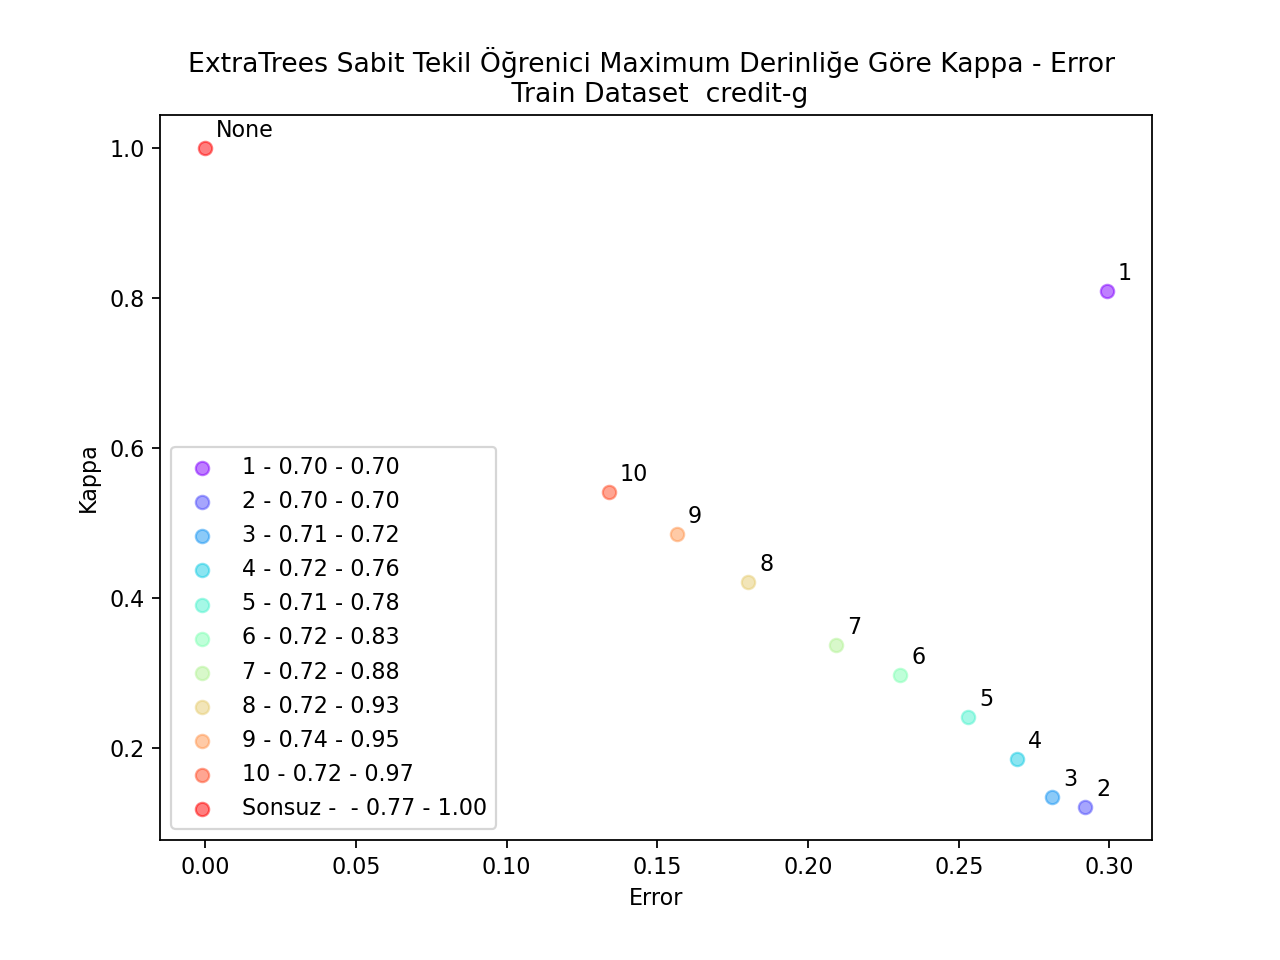 ExtraTrees Sabit Tekil Öğrenici Maximum Derinliğe Göre Kappa - Error
Train Dataset  credit-g
None
1.0
1
0.8
Kappa
0.6
10
9
8
0.4
7
6
5
4
0.2
3
2
1 - 0.70 - 0.70
2 - 0.70 - 0.70
3 - 0.71 - 0.72
4 - 0.72 - 0.76
5 - 0.71 - 0.78
6 - 0.72 - 0.83
7 - 0.72 - 0.88
8 - 0.72 - 0.93
9 - 0.74 - 0.95
10 - 0.72 - 0.97
Sonsuz -  - 0.77 - 1.00
0.00 0.05 0.10 0.15 0.20 0.25 0.30
Error